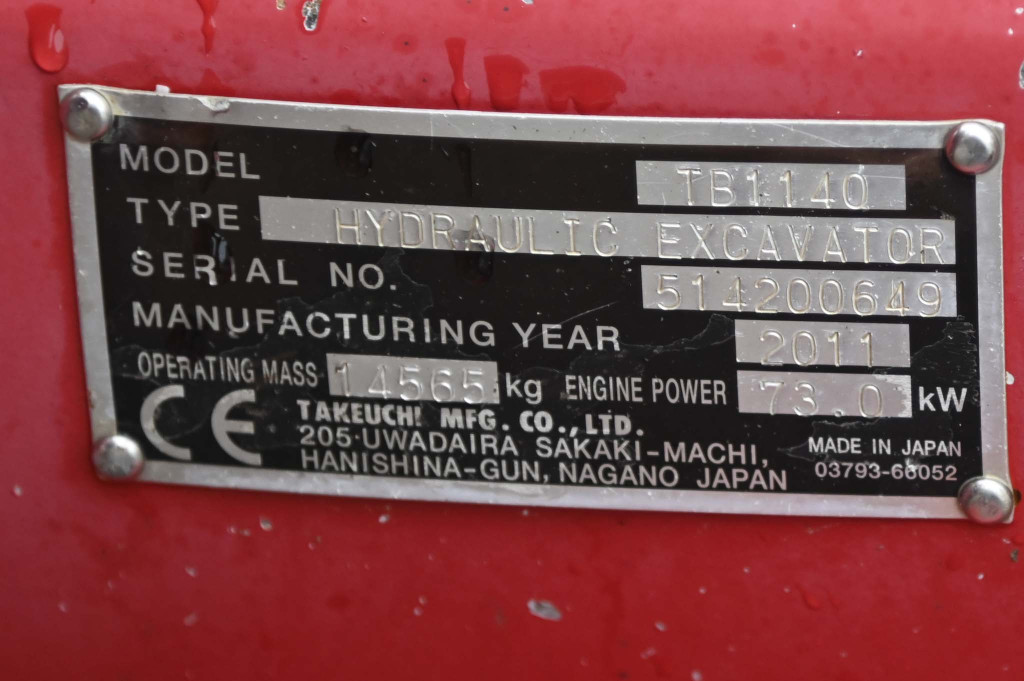 MODEL TB1140
TYPE HYDRAULIC EXCAVATOR
SERIAL NO. 514200649
MANUFACTURING YEAR 2011
OPERATING MASS 14565 kg ENGINE POWER 73.0 kW
CE TAKEUCHI MFG. CO., LTD.
205 UWADAIRA SAKAKI-MACHI,
HANISHINA-GUN, NAGANO JAPAN
MADE IN JAPAN
03793-66052